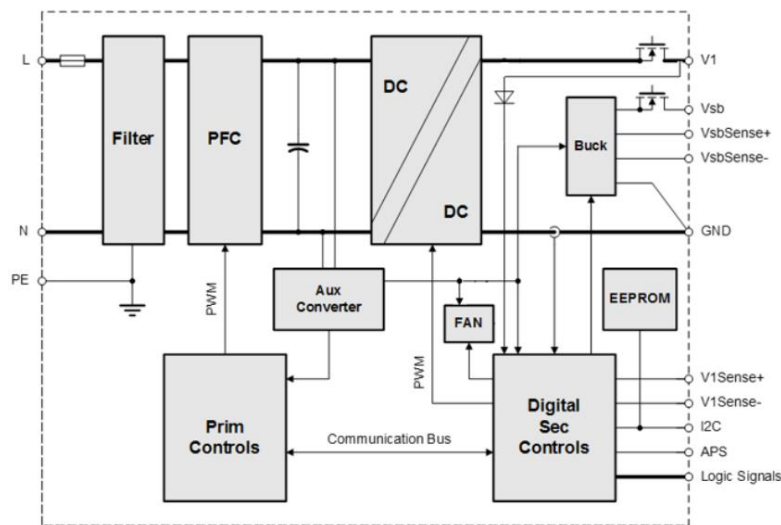 L
V1
DC
Vsb
Filter
PFC
Buck
VsbSense+
VsbSense-
DC
N
GND
PE
PWM
Aux
Converter
FAN
EEPROM
PWM
V1Sense+
V1Sense-
Prim
Controls
Communication Bus
Digital
Sec
Controls
I2C
APS
Logic Signals